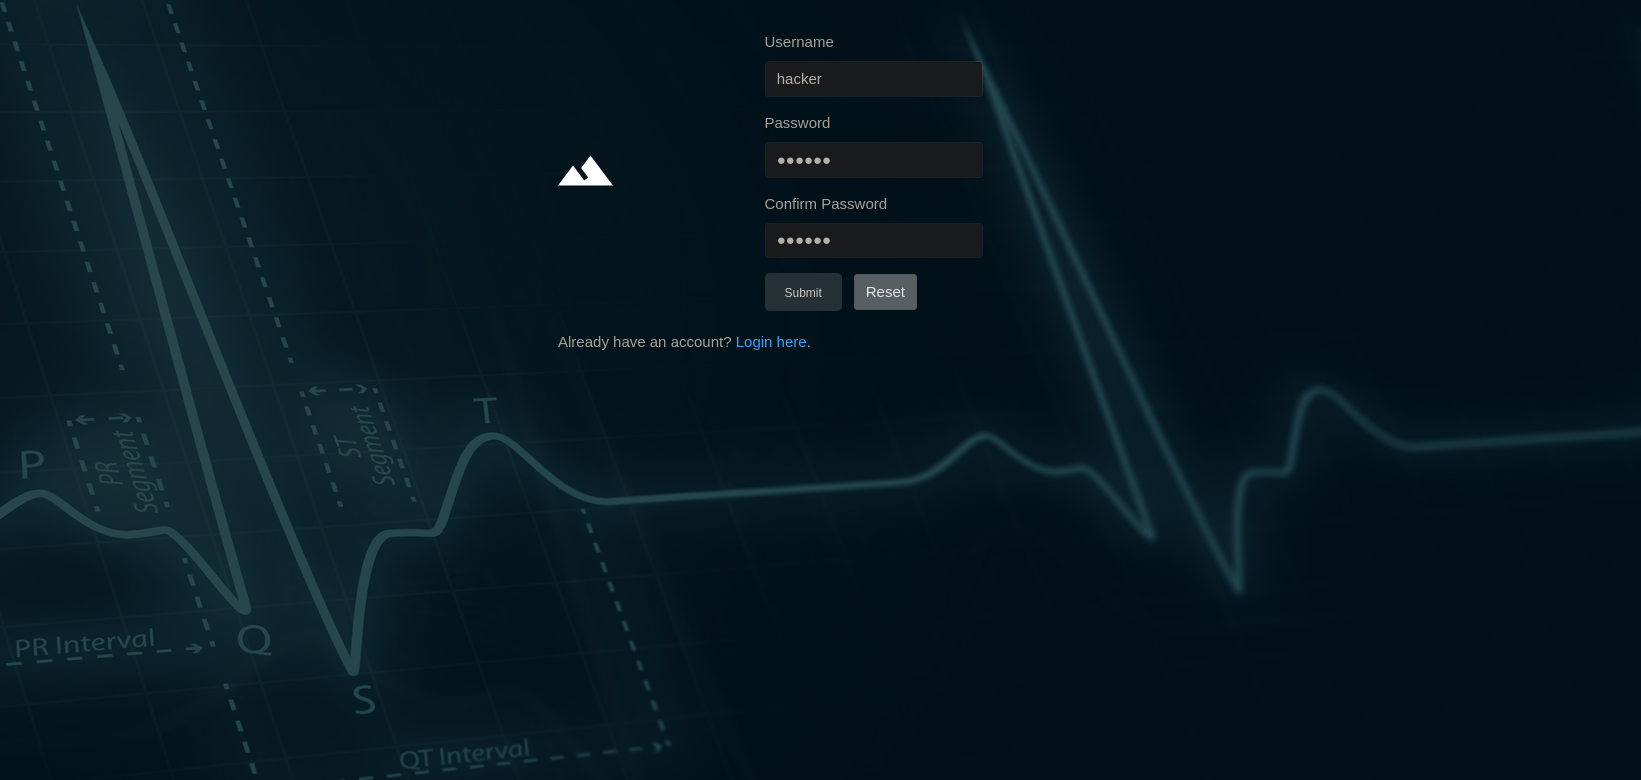 Username
hacker
Password
●●●●●●
Confirm Password
●●●●●●
Submit Reset
Already have an account? Login here.
P
PR
Segment
ST
Segment
T
PR Interval
Q
S
QT Interval